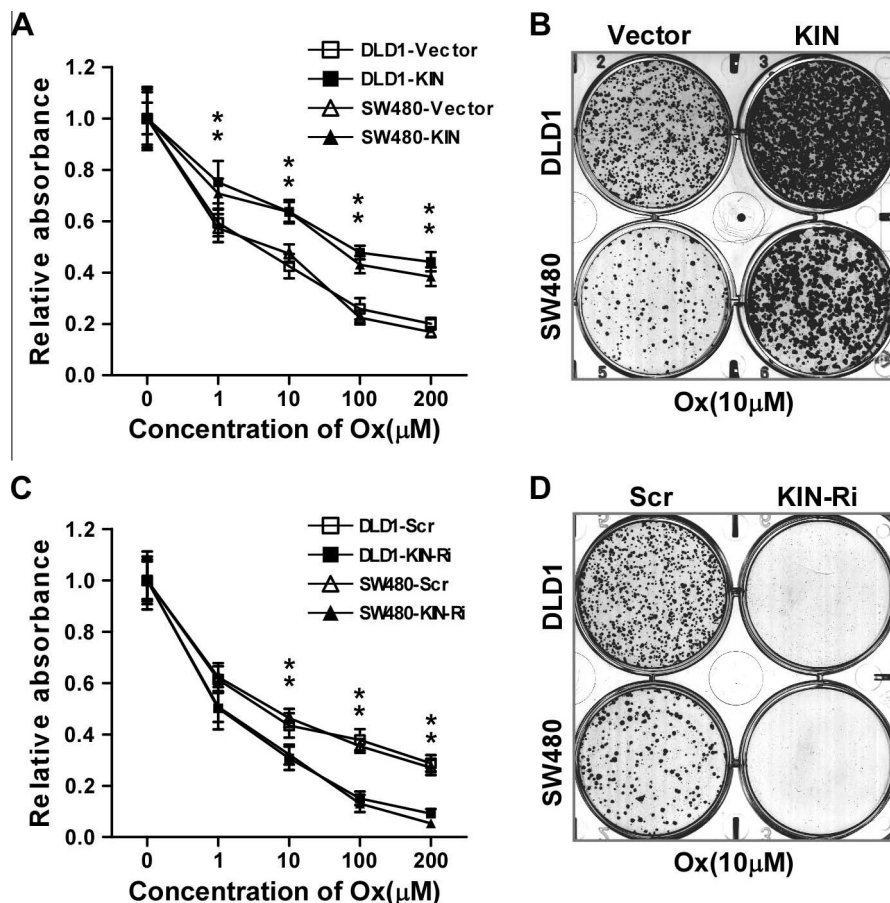 A
DLD1-Vector
DLD1-KIN
SW480-Vector
SW480-KIN
Relative absorbance
1.2
1.0
0.8
0.6
0.4
0.2
0.0
* * * *
* * * *
0 1 10 100 200
Concentration of Ox(μM)
B
Vector KIN
DLD1
SW480
2 3
5 6
Ox(10μM)
C
DLD1-Scr
DLD1-KIN-Ri
SW480-Scr
SW480-KIN-Ri
Relative absorbance
1.2
1.0
0.8
0.6
0.4
0.2
0.0
* * *
* * *
0 1 10 100 200
Concentration of Ox(μM)
D
Scr KIN-Ri
DLD1
SW480
Ox(10μM)